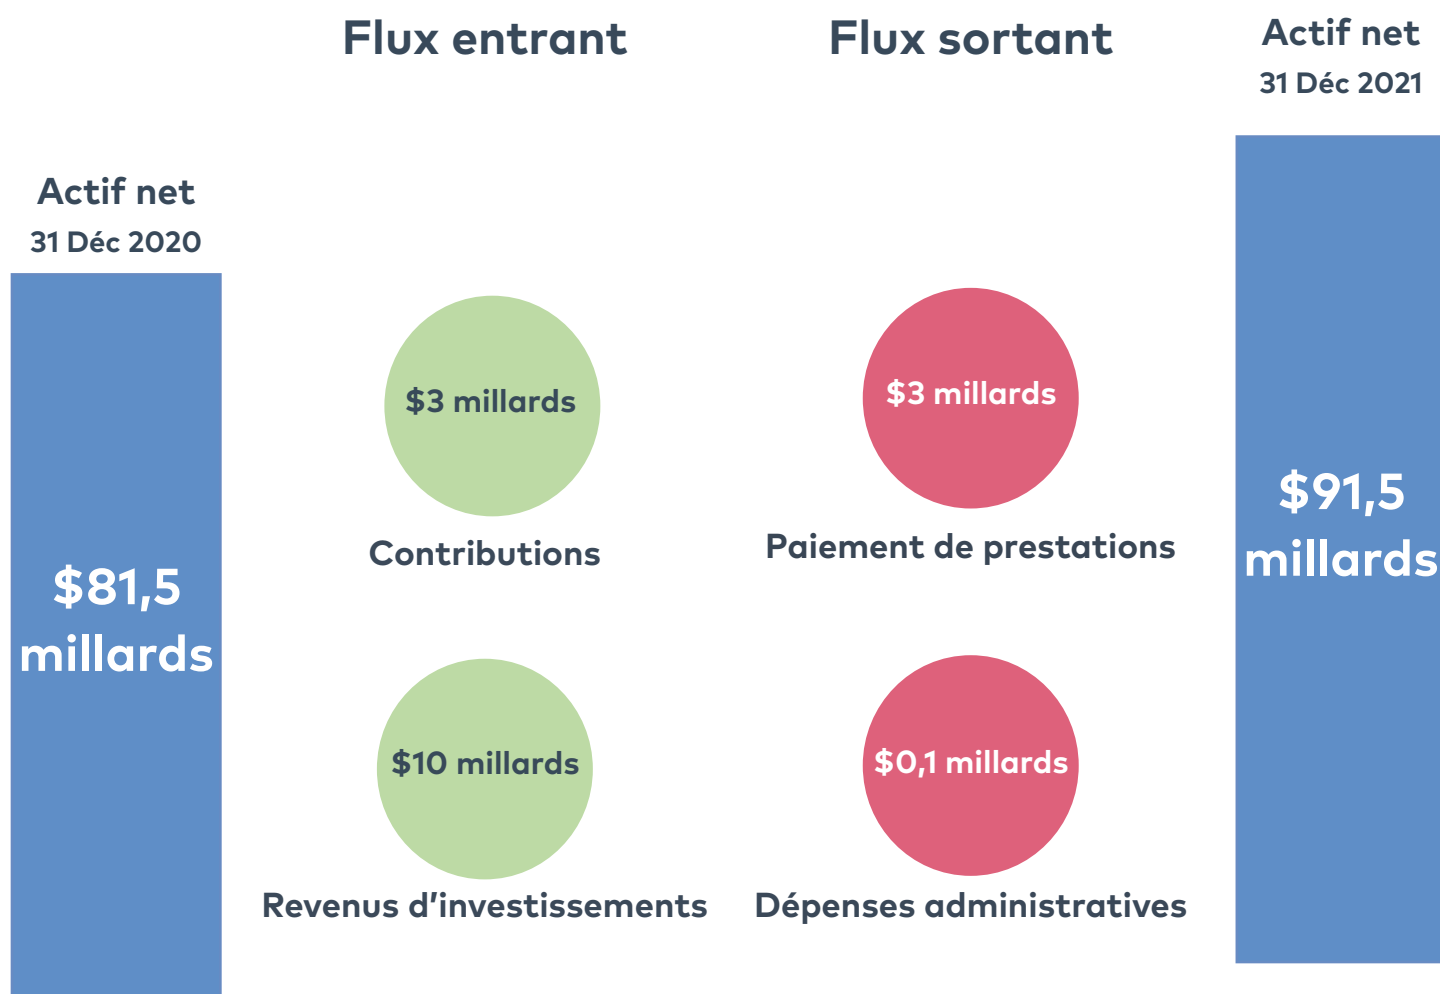 Flux entrant
Flux sortant
Actif net
31 Déc 2021
Actif net
31 Déc 2020
$3 millards
$3 millards
Contributions
Paiement de prestations
$81,5
millards
$91,5
millards
$10 millards
$0,1 millards
Revenus d’investissements
Dépenses administratives